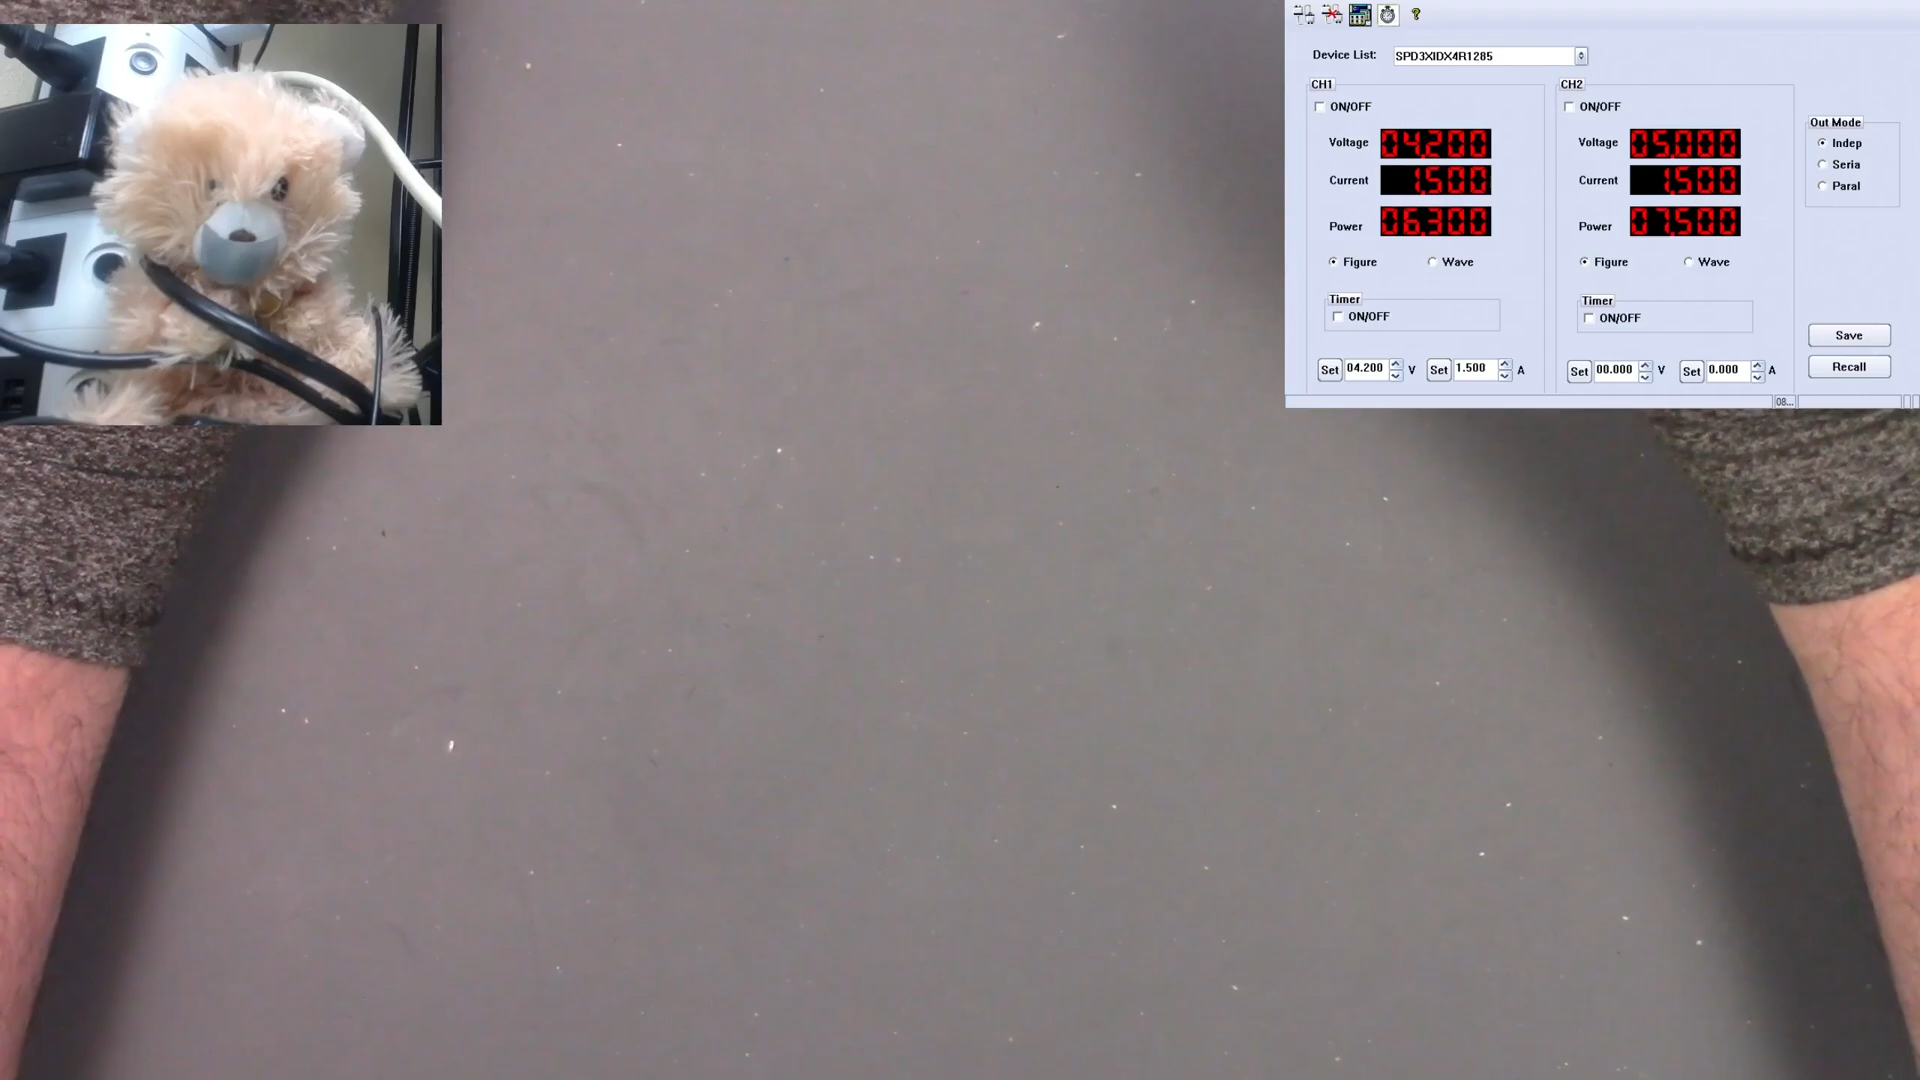 Device List: SPD3XIDX4R1285
CH1
ON/OFF
Voltage 04.200
Current 1.500
Power 06.300
Figure Wave
Timer
ON/OFF
Set 04.200 V Set 1.500 A
CH2
ON/OFF
Voltage 05.000
Current 1.500
Power 07.500
Figure Wave
Timer
ON/OFF
Set 00.000 V Set 0.000 A
Out Mode
Indep
Seria
Paral
Save
Recall
08...